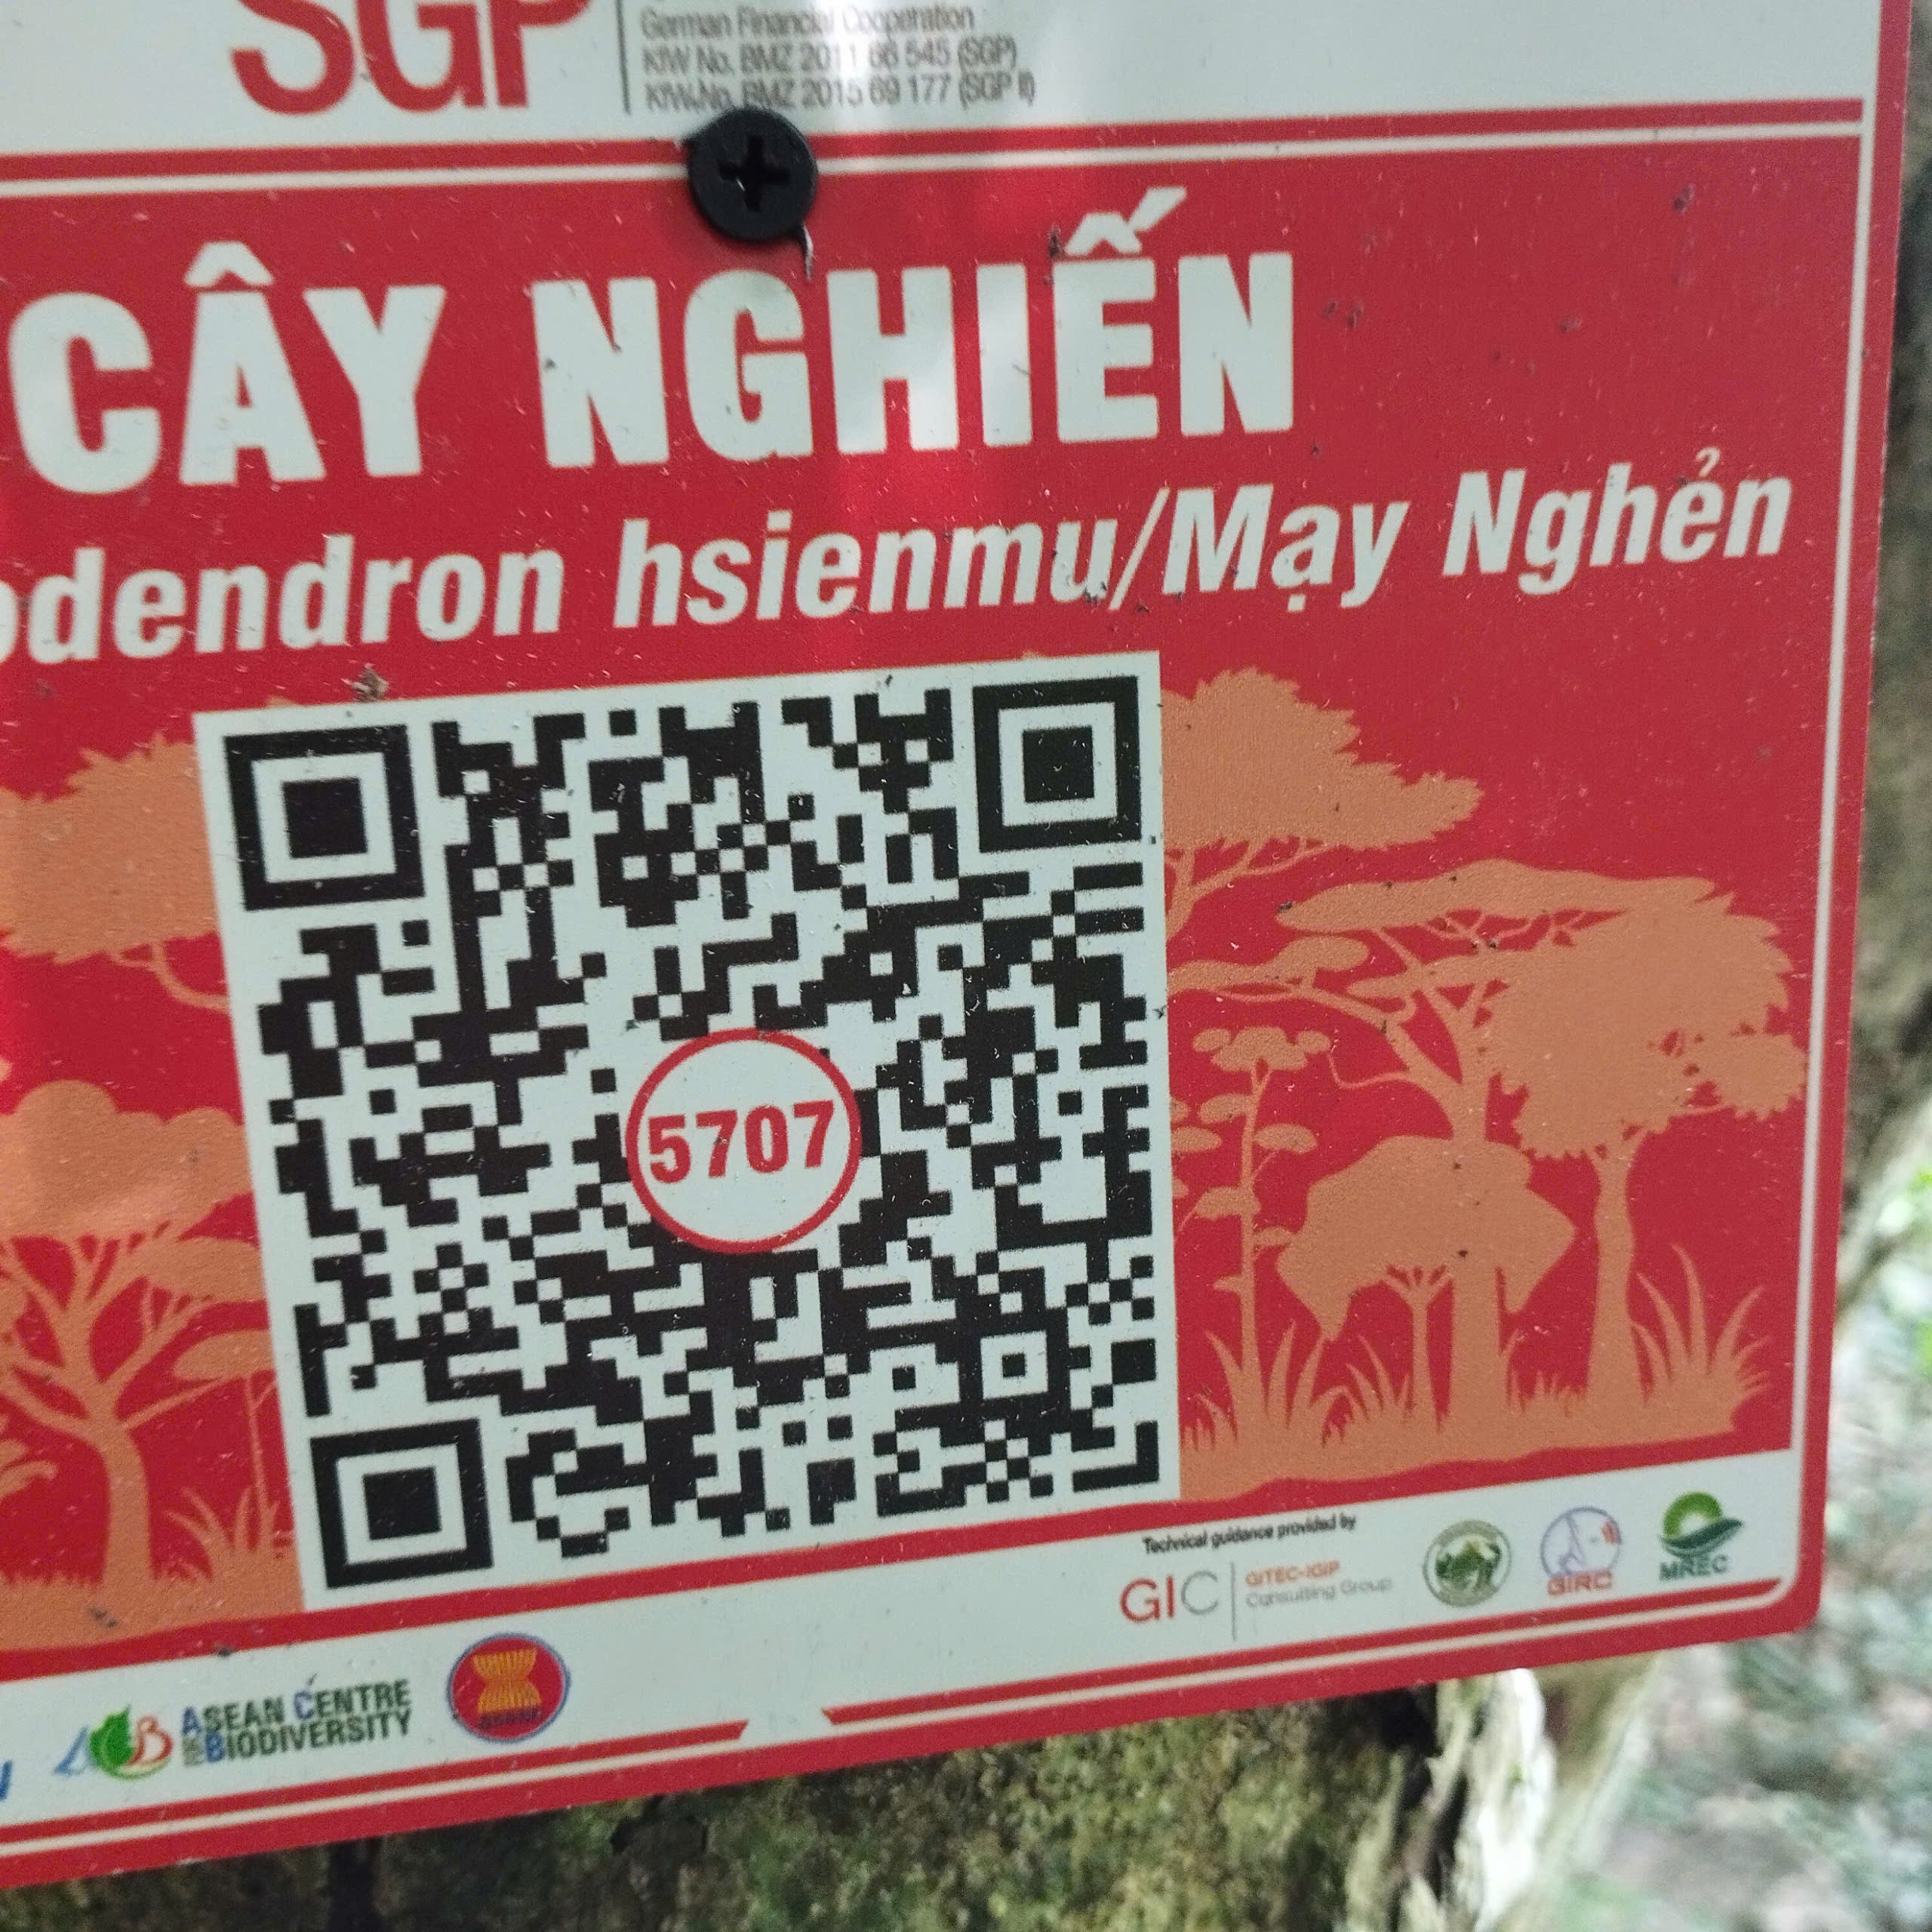 SGP
German Financial Cooperation
KfW No. BMZ 2011 66 545 (SGP)
KfW No. BMZ 2015 69 177 (SGP II)
CÂY NGHIẾN
odendron hsienmu/Mạy Nghẻn
5707
Technical guidance provided by
GIC
GITEC-IGIP
Consulting Group
GIRC
MREC
ACB
ASEAN CENTRE
FOR BIODIVERSITY